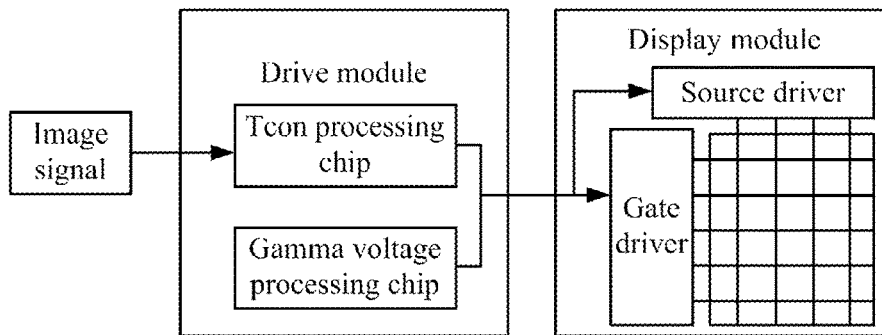 Image
signal
Drive module
Tcon processing
chip
Gamma voltage
processing chip
Display module
Source driver
Gate
driver